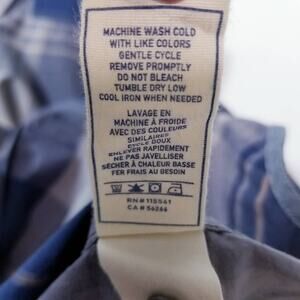 MACHINE WASH COLD
WITH LIKE COLORS
GENTLE CYCLE
REMOVE PROMPTLY
DO NOT BLEACH
TUMBLE DRY LOW
COOL IRON WHEN NEEDED
LAVAGE EN
MACHINE À FROIDE
AVEC DES COULEURS
SIMILAIRES
CYCLE DOUX
ENLEVER RAPIDEMENT
NE PAS JAVELLISER
SÉCHER À CHALEUR BASSE
FER FRAIS AU BESOIN
RN# 115561
CA# 56266